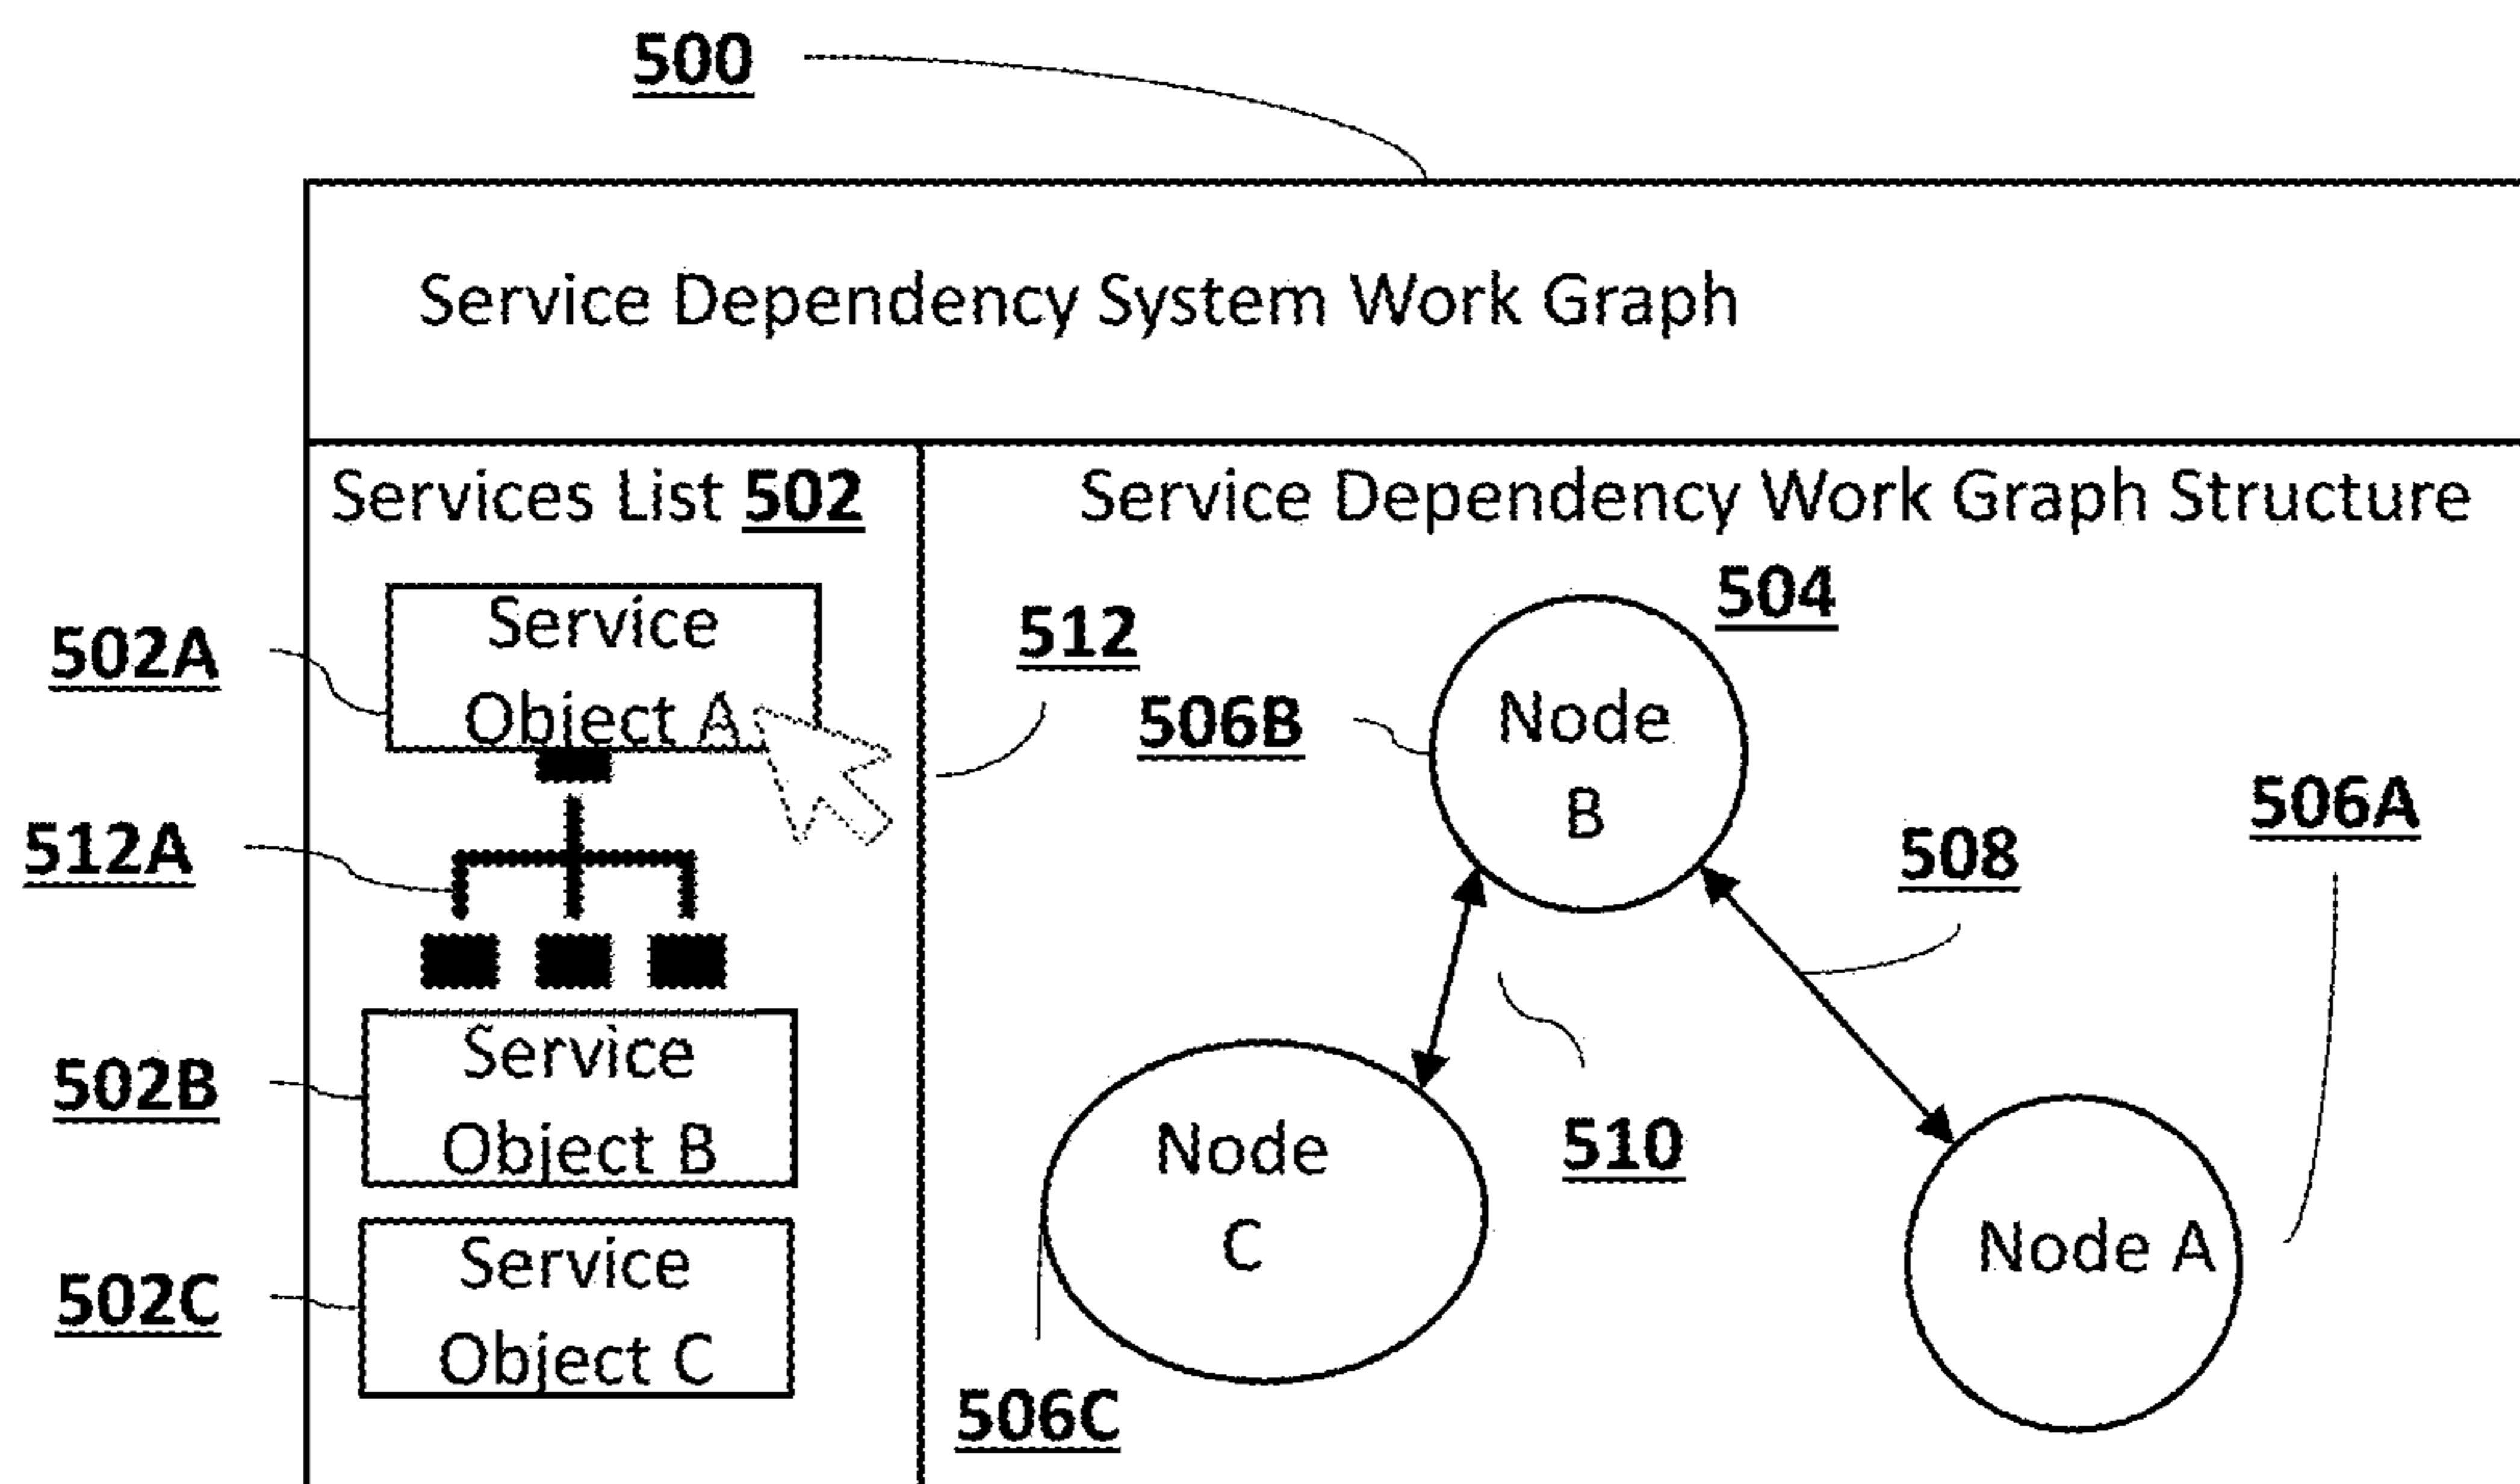 500
Service Dependency System Work Graph
Services List 502
Service Dependency Work Graph Structure
504
502A
Service
Object A
512
506B
Node
B
506A
508
512A
502B
Service
Object B
510
Node
C
Node A
502C
Service
Object C
506C